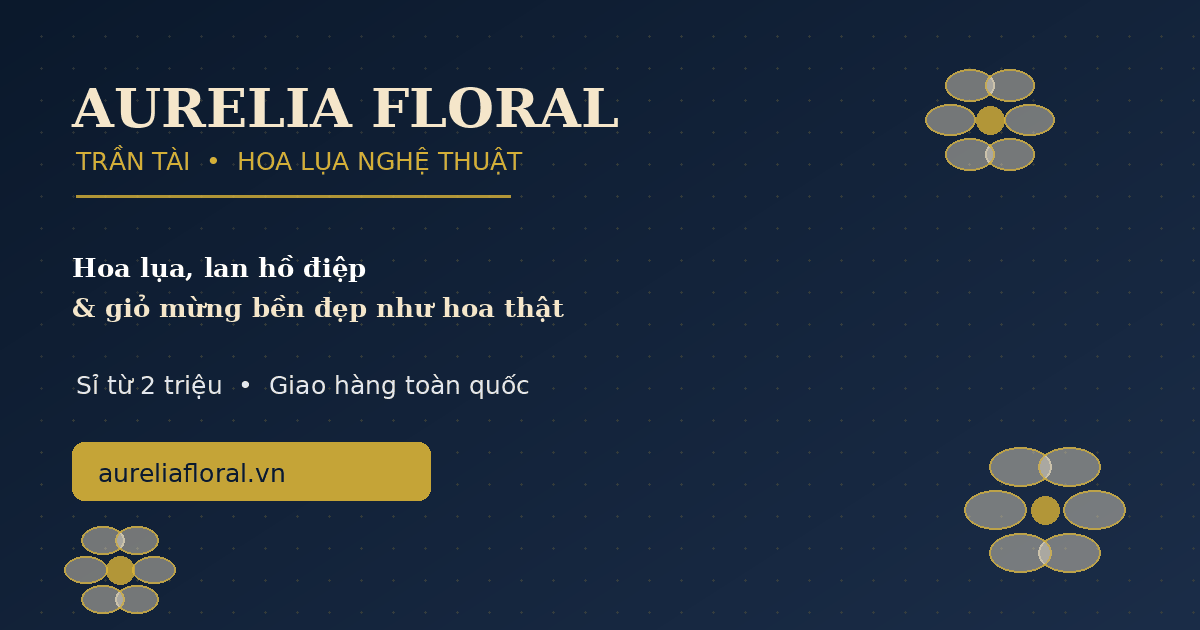 AURELIA FLORAL
TRẦN TÀI • HOA LỤA NGHỆ THUẬT
Hoa lụa, lan hồ điệp
& giỏ mừng bền đẹp như hoa thật
Sỉ từ 2 triệu • Giao hàng toàn quốc
aureliafloral.vn